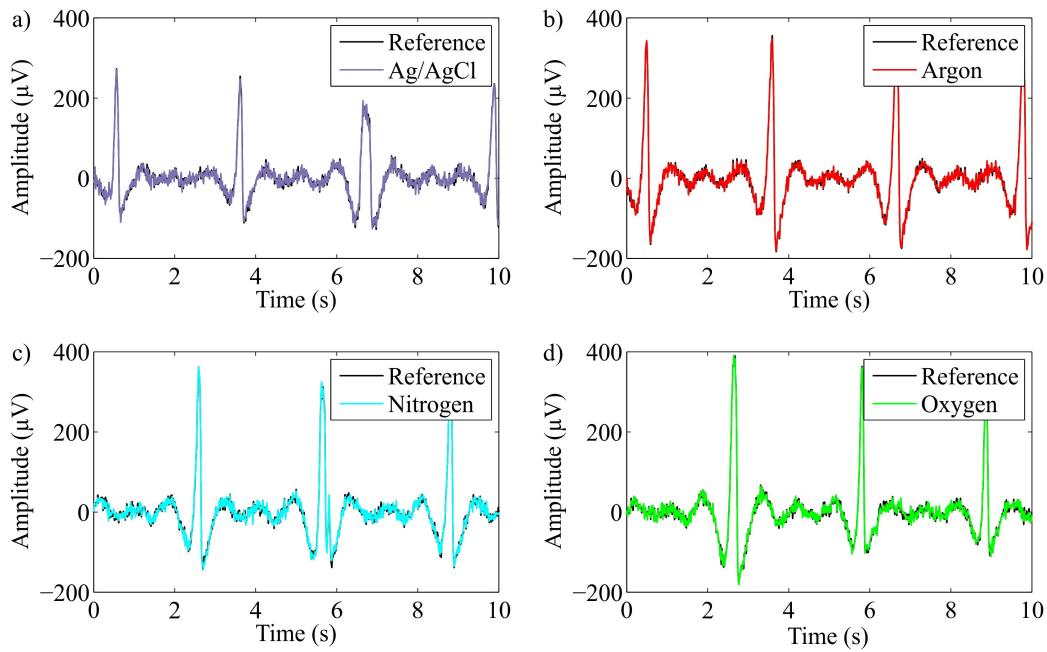 a)
400
200
0
−200
Amplitude (µV)
Reference
Ag/AgCl
0 2 4 6 8 10
Time (s)
b)
400
200
0
−200
Amplitude (µV)
Reference
Argon
0 2 4 6 8 10
Time (s)
c)
400
200
0
−200
Amplitude (µV)
Reference
Nitrogen
0 2 4 6 8 10
Time (s)
d)
400
200
0
−200
Amplitude (µV)
Reference
Oxygen
0 2 4 6 8 10
Time (s)